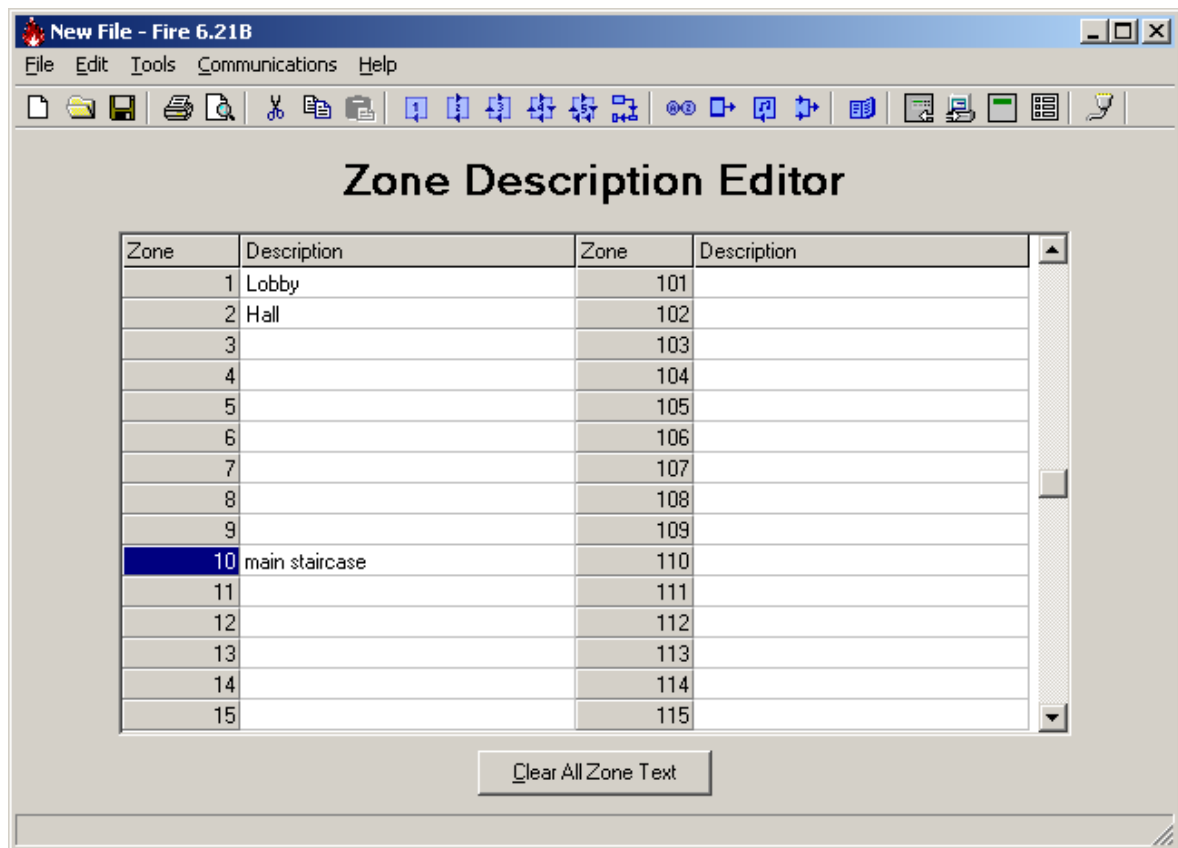 New File - Fire 6.21B
File Edit Tools Communications Help
Zone Description Editor
Zone Description Zone Description
1 Lobby 101
2 Hall 102
3 103
4 104
5 105
6 106
7 107
8 108
9 109
10 main staircase 110
11 111
12 112
13 113
14 114
15 115
Clear All Zone Text